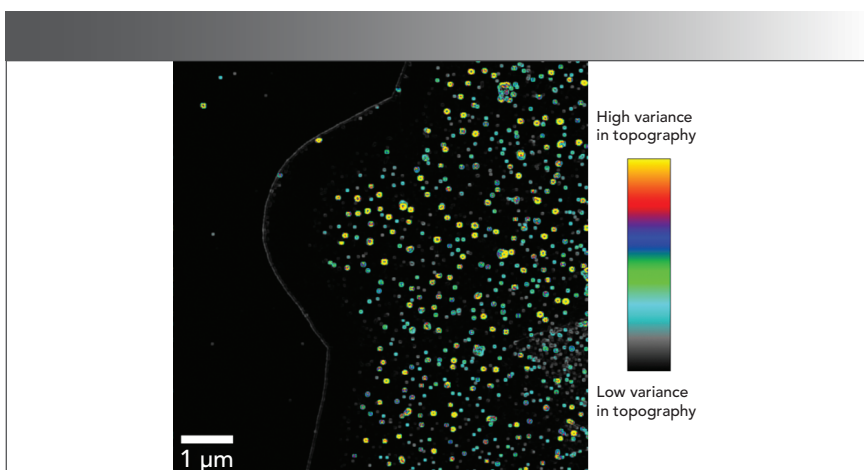 High variance
in topography
Low variance
in topography
1 μm